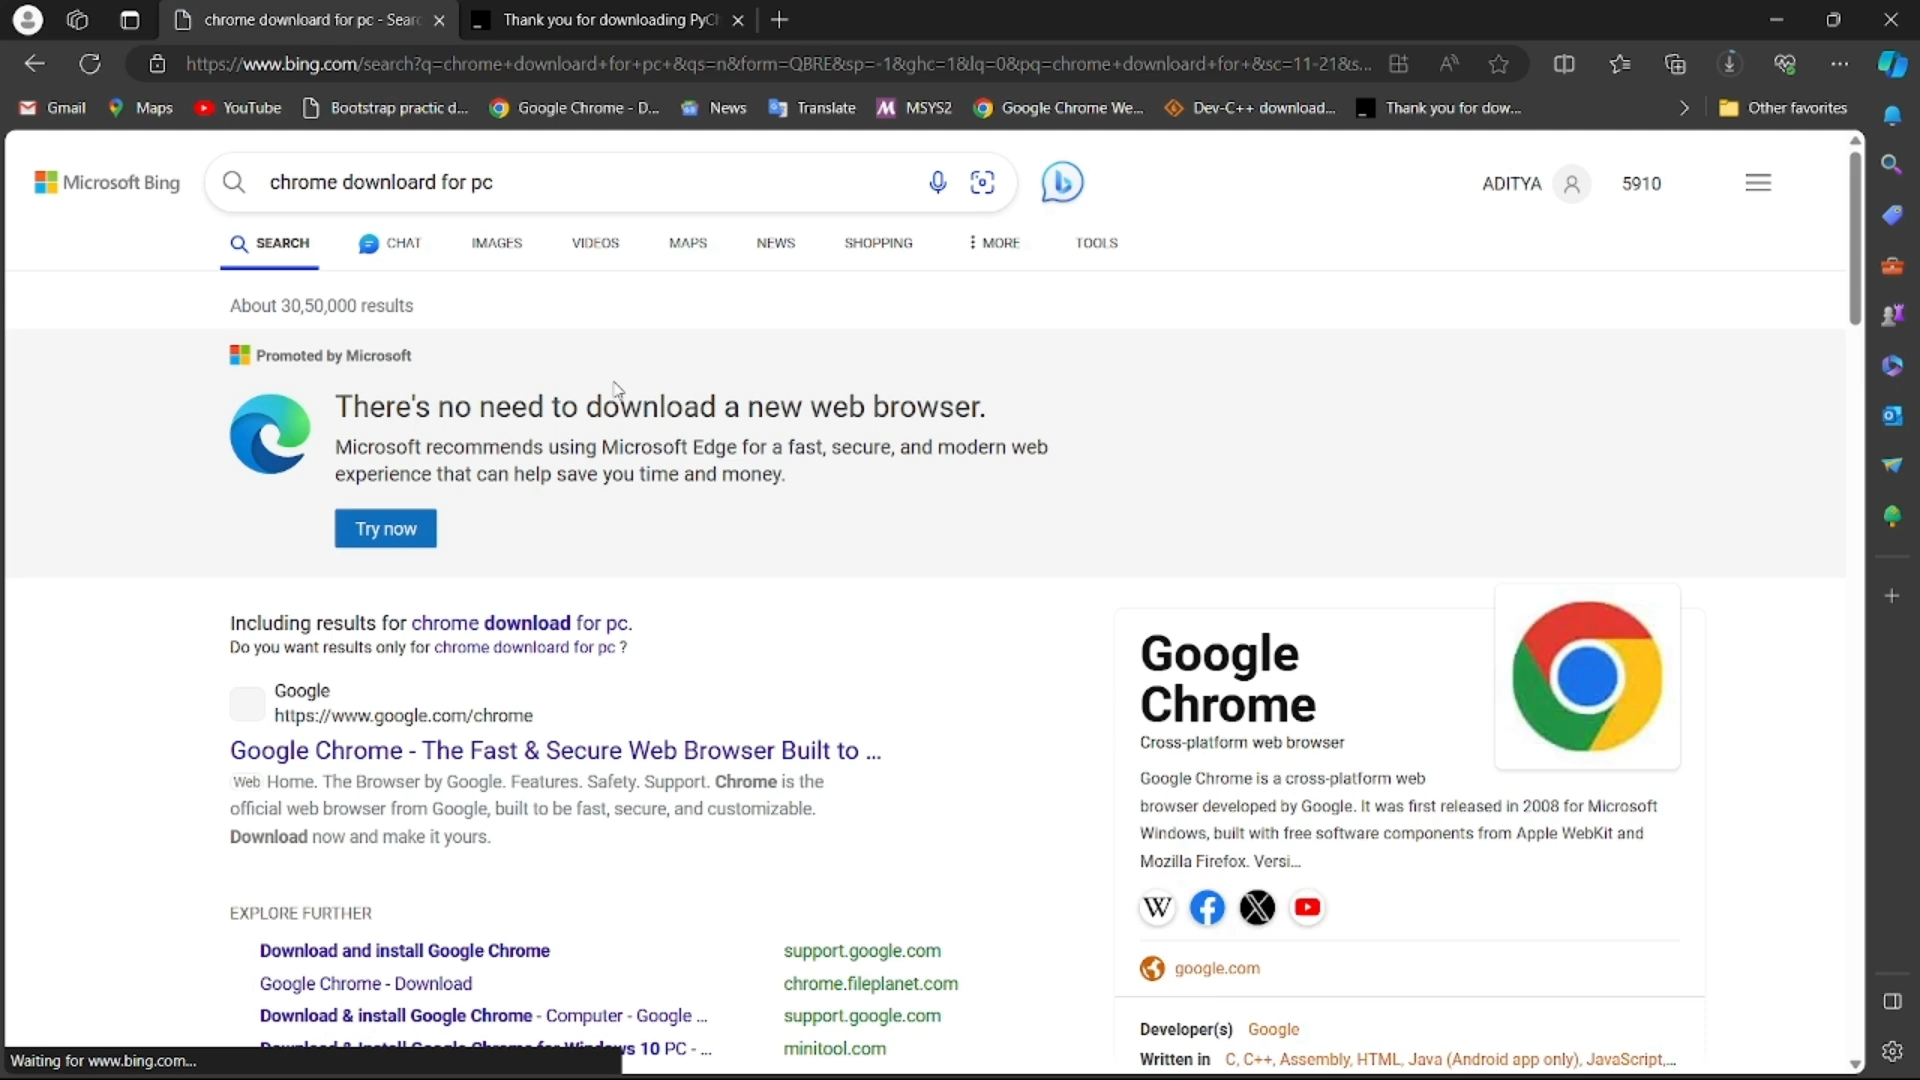 chrome downloard for pc - Sear
Thank you for downloading PyCh
https://www.bing.com/search?q=chrome+downloard+for+pc+&qs=n&form=QBRE&sp=-1&ghc=1&lq=0&pq=chrome+downloard+for+&sc=11-21&s...
Gmail
Maps
YouTube
Bootstrap practic d...
Google Chrome - D...
News
Translate
MSYS2
Google Chrome We...
Dev-C++ download...
Thank you for dow...
Other favorites
Microsoft Bing
chrome downloard for pc
ADITYA
5910
SEARCH
CHAT
IMAGES
VIDEOS
MAPS
NEWS
SHOPPING
MORE
TOOLS
About 30,50,000 results
Promoted by Microsoft
There's no need to download a new web browser.
Microsoft recommends using Microsoft Edge for a fast, secure, and modern web
experience that can help save you time and money.
Try now
Including results for chrome download for pc.
Do you want results only for chrome downloard for pc ?
Google
https://www.google.com/chrome
Google Chrome - The Fast & Secure Web Browser Built to ...
Web Home. The Browser by Google. Features. Safety. Support. Chrome is the
official web browser from Google, built to be fast, secure, and customizable.
Download now and make it yours.
EXPLORE FURTHER
Download and install Google Chrome support.google.com
Google Chrome - Download chrome.fileplanet.com
Download & install Google Chrome - Computer - Google ... support.google.com
Download & Install Google Chrome for Windows 10 PC - ... minitool.com
Google
Chrome
Cross-platform web browser
Google Chrome is a cross-platform web
browser developed by Google. It was first released in 2008 for Microsoft
Windows, built with free software components from Apple WebKit and
Mozilla Firefox. Versi...
W
google.com
Developer(s) Google
Written in C, C++, Assembly, HTML, Java (Android app only), JavaScript,...
Waiting for www.bing.com...